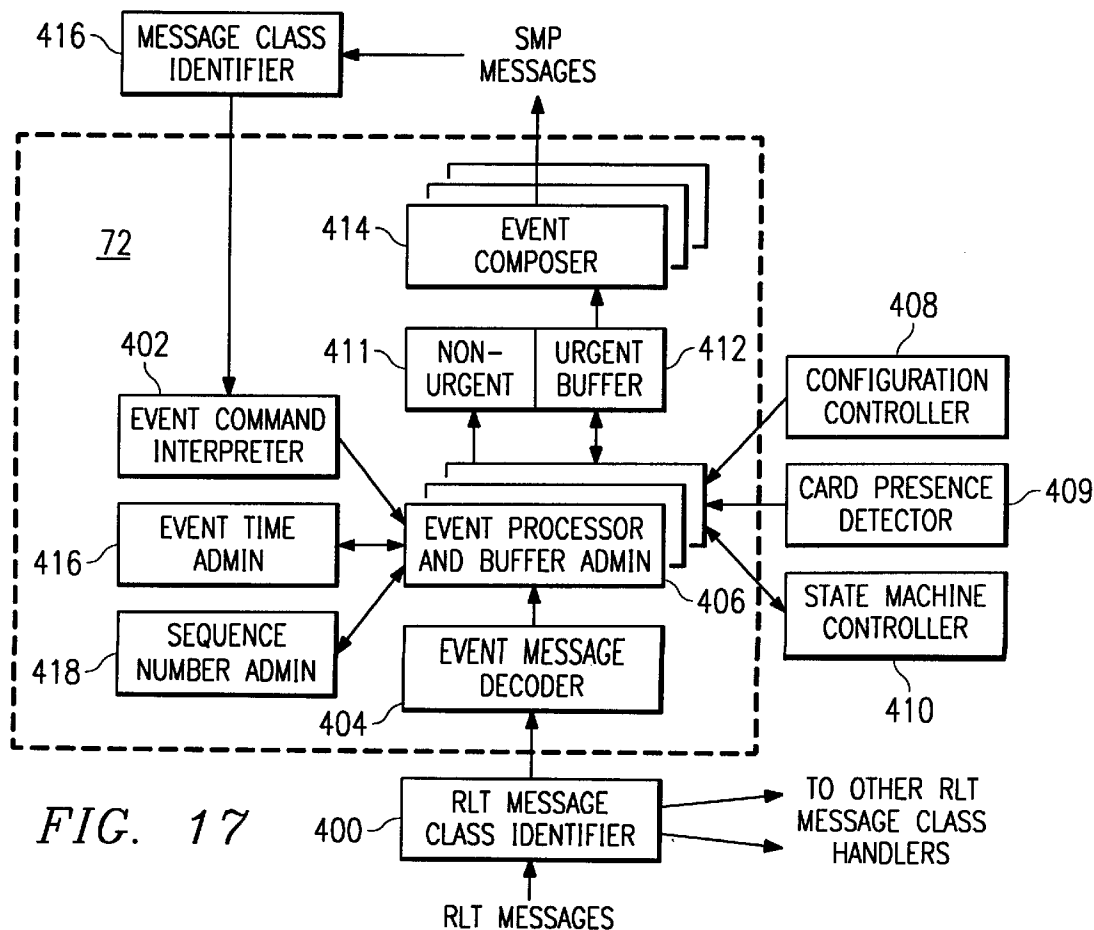 416
MESSAGE CLASS
IDENTIFIER
SMP
MESSAGES
72
414
EVENT
COMPOSER
411
NON-
URGENT
URGENT
BUFFER
412
408
CONFIGURATION
CONTROLLER
402
EVENT COMMAND
INTERPRETER
CARD PRESENCE
DETECTOR
409
416
EVENT TIME
ADMIN
EVENT PROCESSOR
AND BUFFER ADMIN
406
STATE MACHINE
CONTROLLER
410
418
SEQUENCE
NUMBER ADMIN
EVENT MESSAGE
DECODER
404
FIG. 17
400
RLT MESSAGE
CLASS IDENTIFIER
TO OTHER RLT
MESSAGE CLASS
HANDLERS
RLT MESSAGES